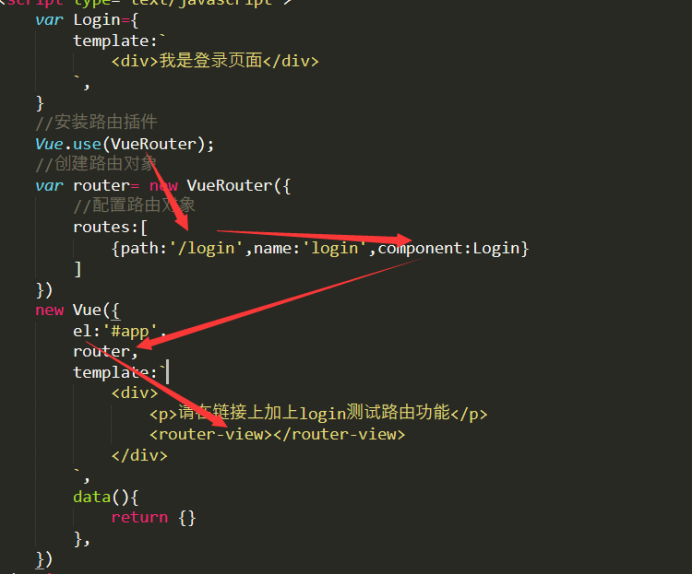 <script type="text/javascript">
var Login={
template:`
<div>我是登录页面</div>
`,
}
//安装路由插件
Vue.use(VueRouter);
//创建路由对象
var router= new VueRouter({
//配置路由对象
routes:[
{path:'/login',name:'login',component:Login}
]
})
new Vue({
el:'#app',
router,
template:`
<div>
<p>请在链接上加上login测试路由功能</p>
<router-view></router-view>
</div>
`,
data(){
return {}
},
})